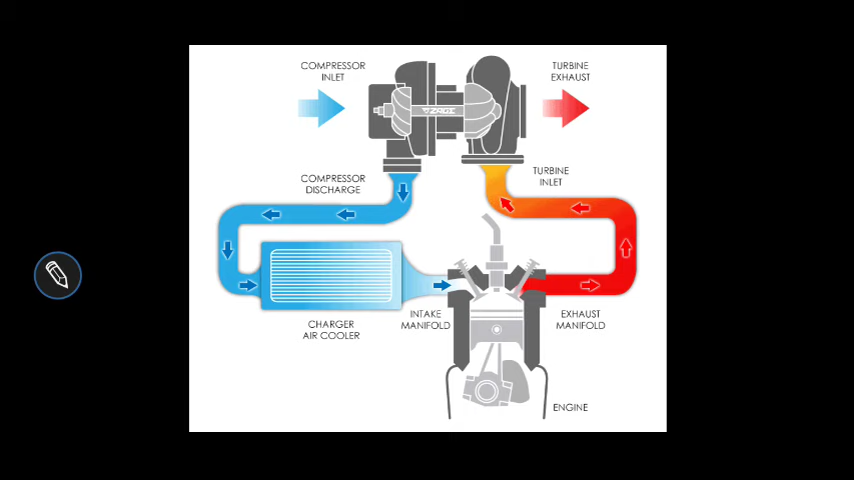 COMPRESSOR
INLET
TURBINE
EXHAUST
COMPRESSOR
DISCHARGE
TURBINE
INLET
CHARGER
AIR COOLER
INTAKE
MANIFOLD
EXHAUST
MANIFOLD
ENGINE